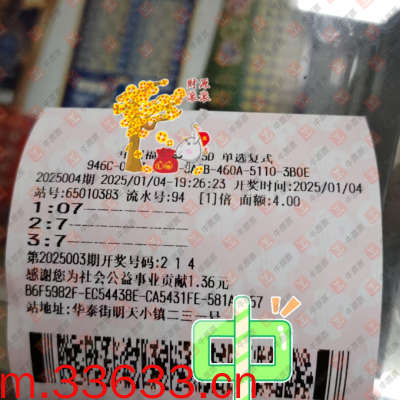 财源
滚滚
3D 单选复式
460A-5110-3B0E
2025004期 2025/01/04-19:26:23 开奖时间:2025/01/04
站号:65010383 流水号:94 [1]倍 面额:4.00
1:07
2:7
3:7
第2025003期开奖号码:2 1 4
感谢您为社会公益事业贡献1.36元
B6F5982F-EC54438E-CA5431FE-581A
站地址:华泰街明天小镇二三一号
中
m.33633.cn